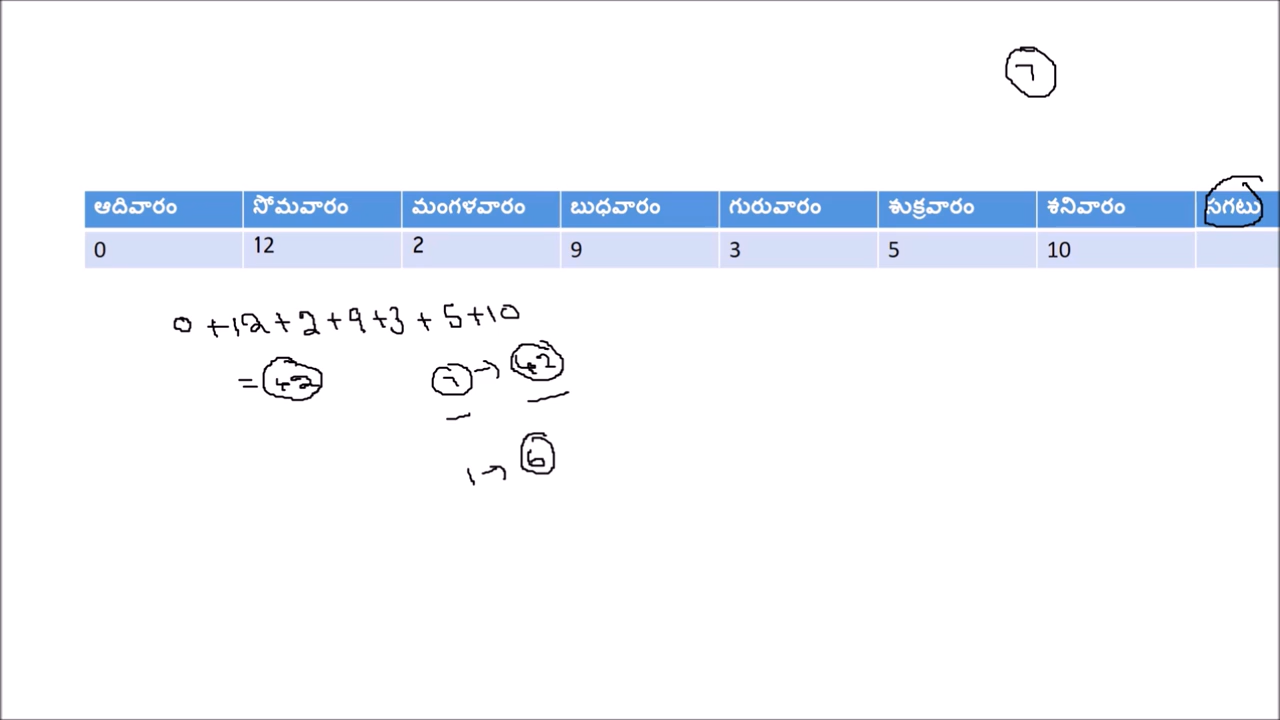 7
ఆదివారం సోమవారం మంగళవారం బుధవారం గురువారం శుక్రవారం శనివారం సగటు
0 12 2 9 3 5 10
0 +12+2+9+3+5+10
= 42 7 → 42
1 → 6